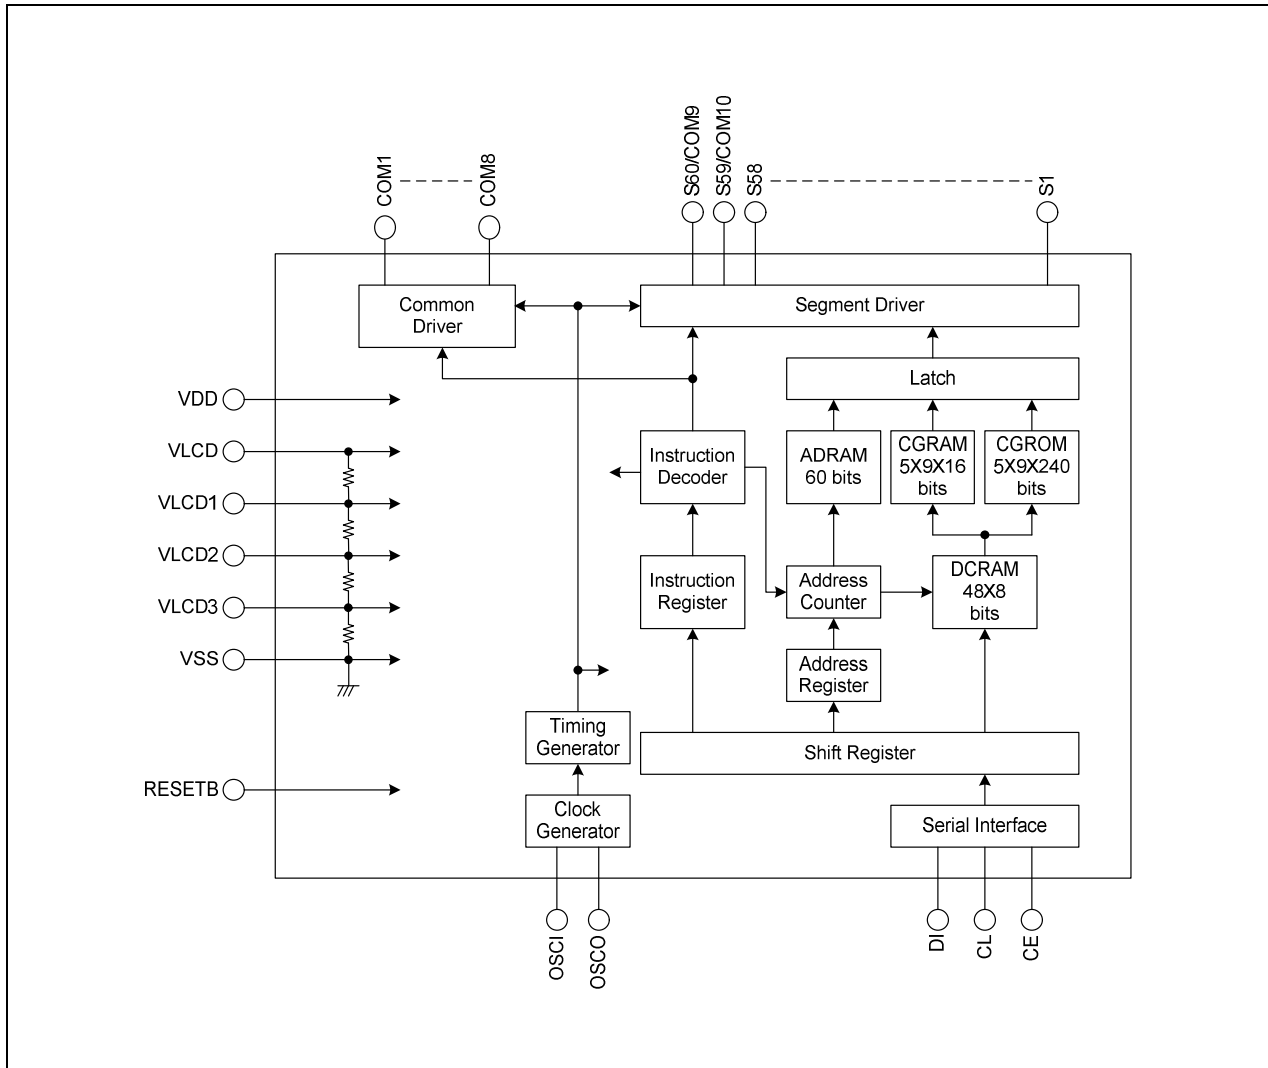 COM1
COM8
S60/COM9
S59/COM10
S58
S1
Common
Driver
Segment Driver
Latch
VDD
VLCD
VLCD1
VLCD2
VLCD3
VSS
RESETB
Instruction
Decoder
ADRAM
60 bits
CGRAM
5X9X16
bits
CGROM
5X9X240
bits
Instruction
Register
Address
Counter
DCRAM
48X8
bits
Address
Register
Timing
Generator
Shift Register
Clock
Generator
Serial Interface
OSCI
OSCO
DI
CL
CE